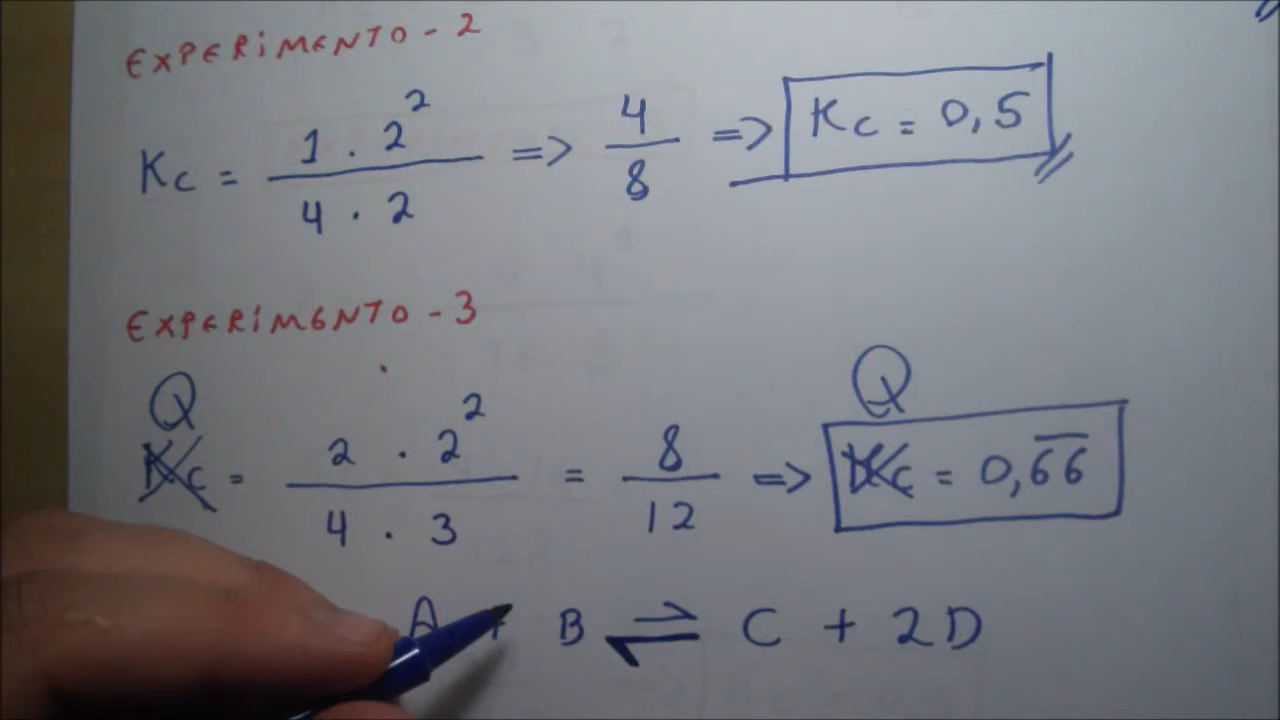 EXPERIMENTO - 2
Kc = 1 . 2² / 4 . 2 => 4 / 8 => Kc = 0,5
EXPERIMENTO - 3
Q Q
Kc = 2 . 2² / 4 . 3 = 8 / 12 => Kc = 0,66
A + B ⇌ C + 2D